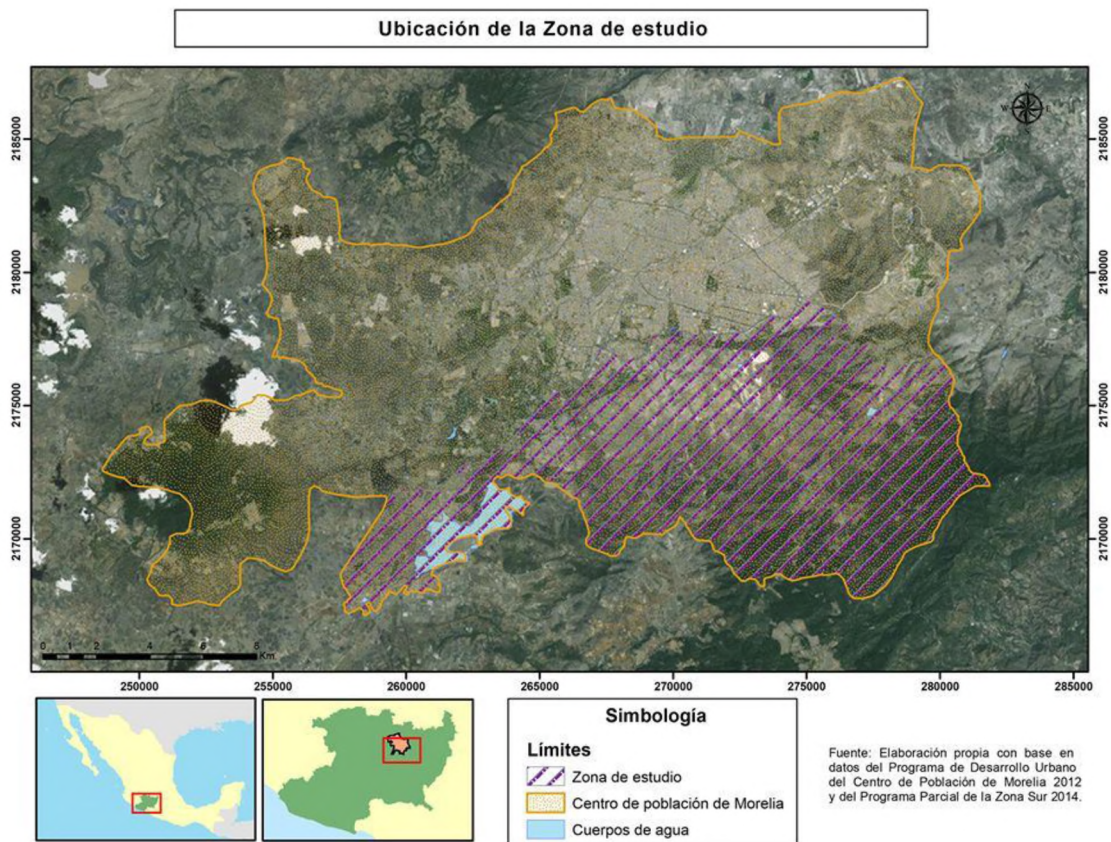 Ubicación de la Zona de estudio
N
W E
S
2185000
2180000
2175000
2170000
2185000
2180000
2175000
2170000
0 1 2 4 6 8
Km
250000 255000 260000 265000 270000 275000 280000 285000
Simbología
Límites
Zona de estudio
Centro de población de Morelia
Cuerpos de agua
Fuente: Elaboración propia con base en
datos del Programa de Desarrollo Urbano
del Centro de Población de Morelia 2012
y del Programa Parcial de la Zona Sur 2014.